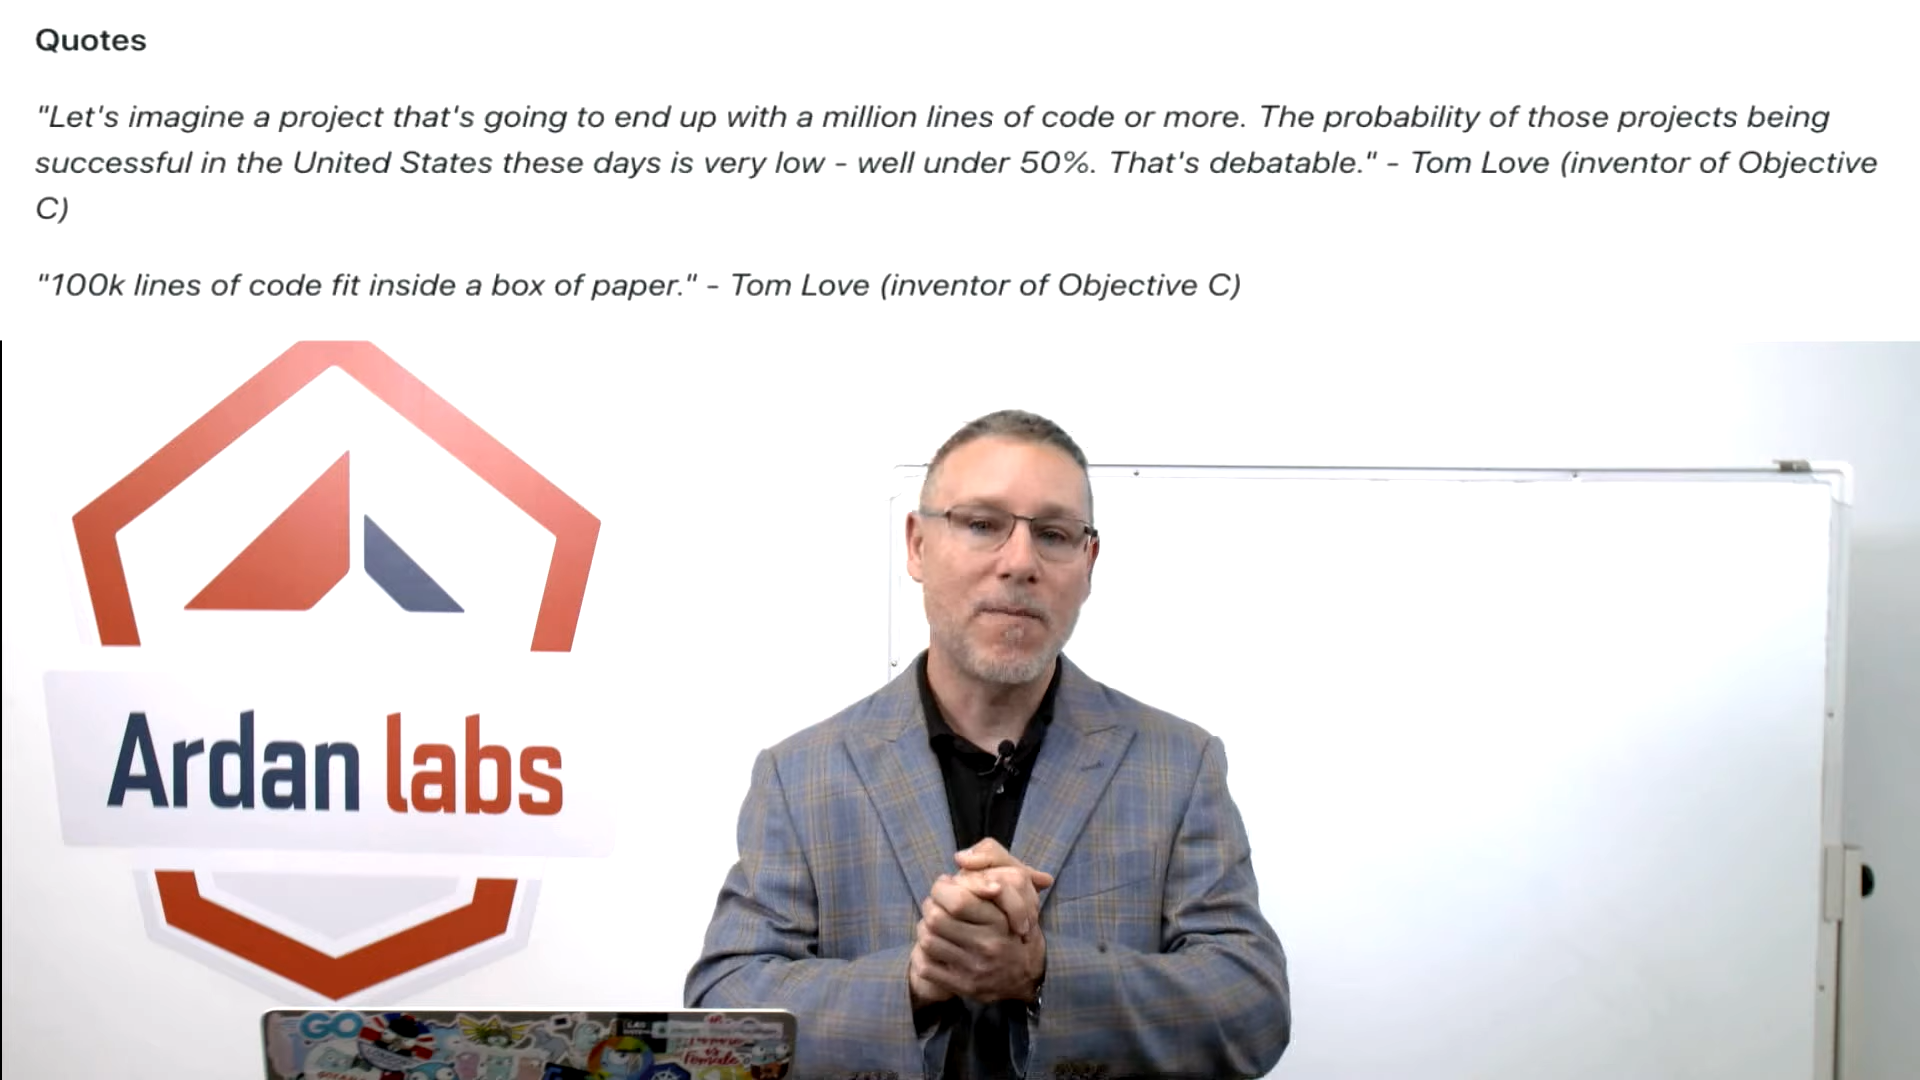 Quotes
"Let's imagine a project that's going to end up with a million lines of code or more. The probability of those projects being
successful in the United States these days is very low - well under 50%. That's debatable." - Tom Love (inventor of Objective
C)
"100k lines of code fit inside a box of paper." - Tom Love (inventor of Objective C)
Ardan labs
GO
Female